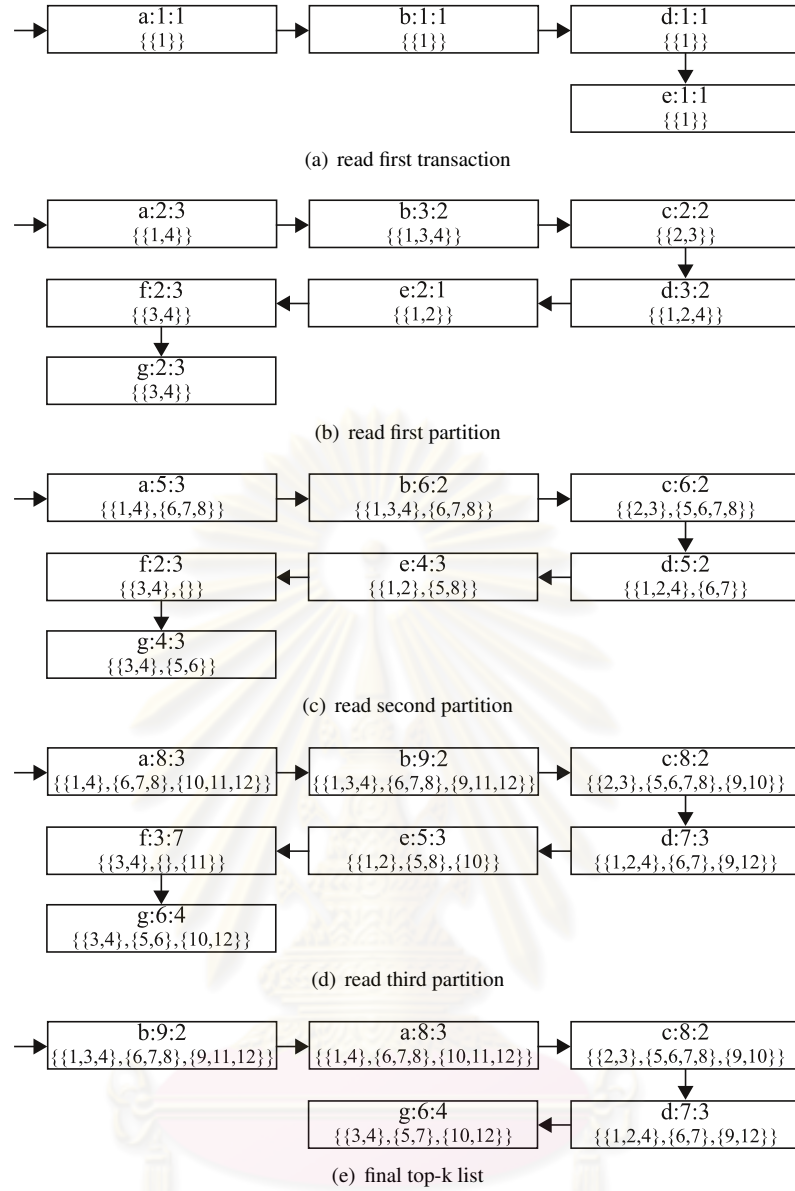 a:1:1 b:1:1 d:1:1
{{1}} {{1}} {{1}}
e:1:1
{{1}}
(a) read first transaction
a:2:3 b:3:2 c:2:2
{{1,4}} {{1,3,4}} {{2,3}}
f:2:3 e:2:1 d:3:2
{{3,4}} {{1,2}} {{1,2,4}}
g:2:3
{{3,4}}
(b) read first partition
a:5:3 b:6:2 c:6:2
{{1,4},{6,7,8}} {{1,3,4},{6,7,8}} {{2,3},{5,6,7,8}}
f:2:3 e:4:3 d:5:2
{{3,4},{}} {{1,2},{5,8}} {{1,2,4},{6,7}}
g:4:3
{{3,4},{5,6}}
(c) read second partition
a:8:3 b:9:2 c:8:2
{{1,4},{6,7,8},{10,11,12}} {{1,3,4},{6,7,8},{9,11,12}} {{2,3},{5,6,7,8},{9,10}}
f:3:7 e:5:3 d:7:3
{{3,4},{},{11}} {{1,2},{5,8},{10}} {{1,2,4},{6,7},{9,12}}
g:6:4
{{3,4},{5,6},{10,12}}
(d) read third partition
b:9:2 a:8:3 c:8:2
{{1,3,4},{6,7,8},{9,11,12}} {{1,4},{6,7,8},{10,11,12}} {{2,3},{5,6,7,8},{9,10}}
g:6:4 d:7:3
{{3,4},{5,7},{10,12}} {{1,2,4},{6,7},{9,12}}
(e) final top-k list